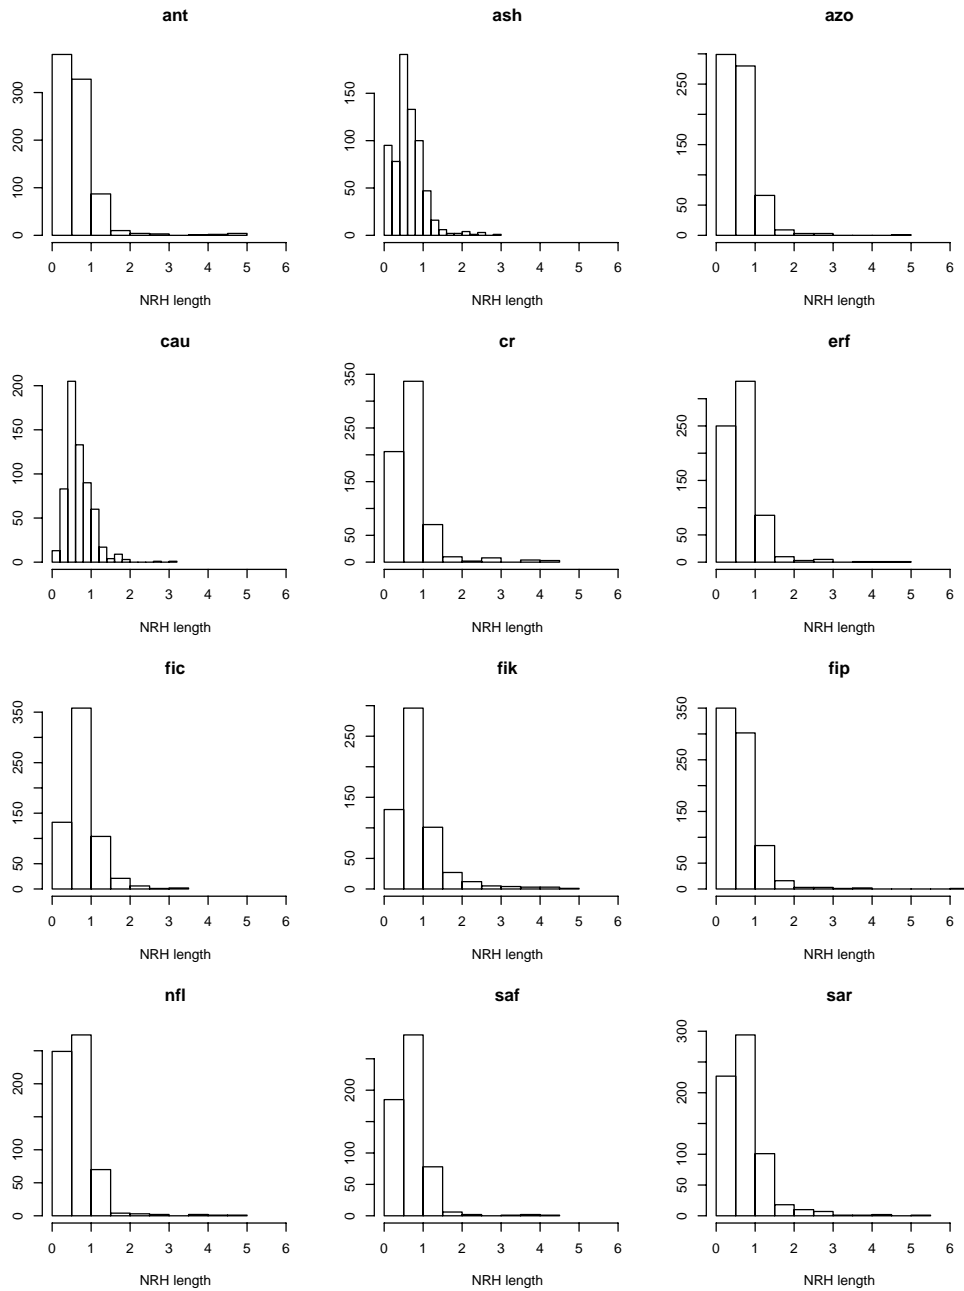 ant
0 100 200 300
0 1 2 3 4 5 6
NRH length
ash
0 50 100 150
0 1 2 3 4 5 6
NRH length
azo
0 50 150 250
0 1 2 3 4 5 6
NRH length
cau
0 50 100 150 200
0 1 2 3 4 5 6
NRH length
cr
0 50 150 250 350
0 1 2 3 4 5 6
NRH length
erf
0 50 150 250
0 1 2 3 4 5 6
NRH length
fic
0 50 150 250 350
0 1 2 3 4 5 6
NRH length
fik
0 50 150 250
0 1 2 3 4 5 6
NRH length
fip
0 50 150 250 350
0 1 2 3 4 5 6
NRH length
nfl
0 50 100 200
0 1 2 3 4 5 6
NRH length
saf
0 50 100 200
0 1 2 3 4 5 6
NRH length
sar
0 50 100 200 300
0 1 2 3 4 5 6
NRH length